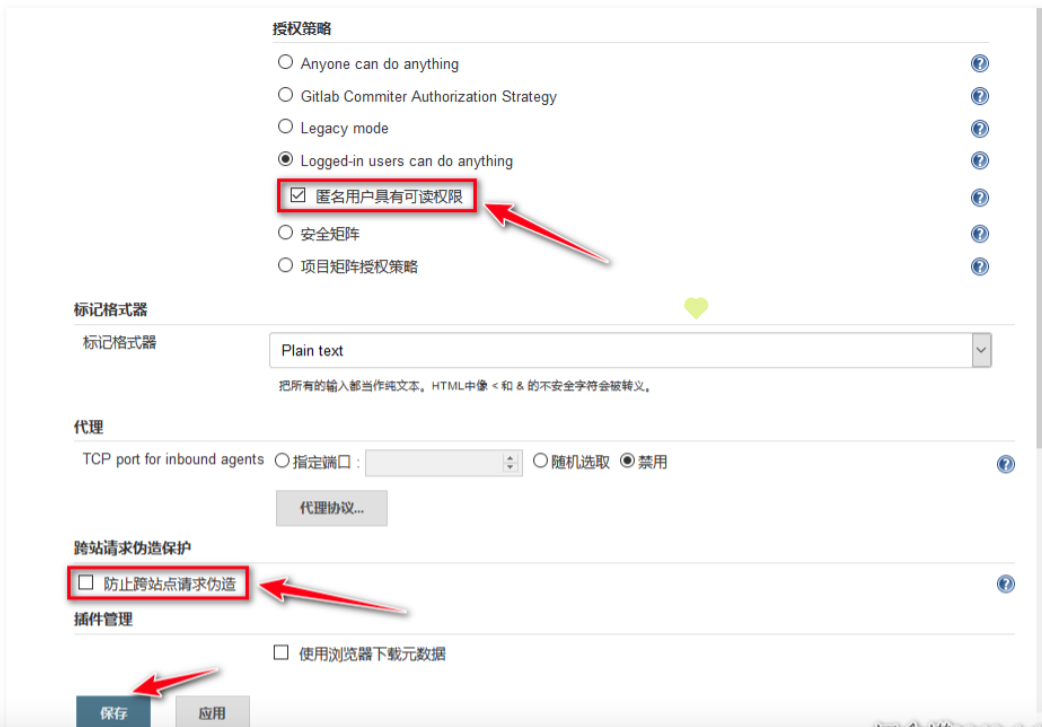 授权策略
Anyone can do anything
Gitlab Commiter Authorization Strategy
Legacy mode
Logged-in users can do anything
匿名用户具有可读权限
安全矩阵
项目矩阵授权策略
标记格式器
标记格式器
Plain text
把所有的输入都当作纯文本。HTML中像 < 和 & 的不安全字符会被转义。
代理
TCP port for inbound agents 指定端口 : 随机选取 禁用
代理协议...
跨站请求伪造保护
防止跨站点请求伪造
插件管理
使用浏览器下载元数据
保存 应用